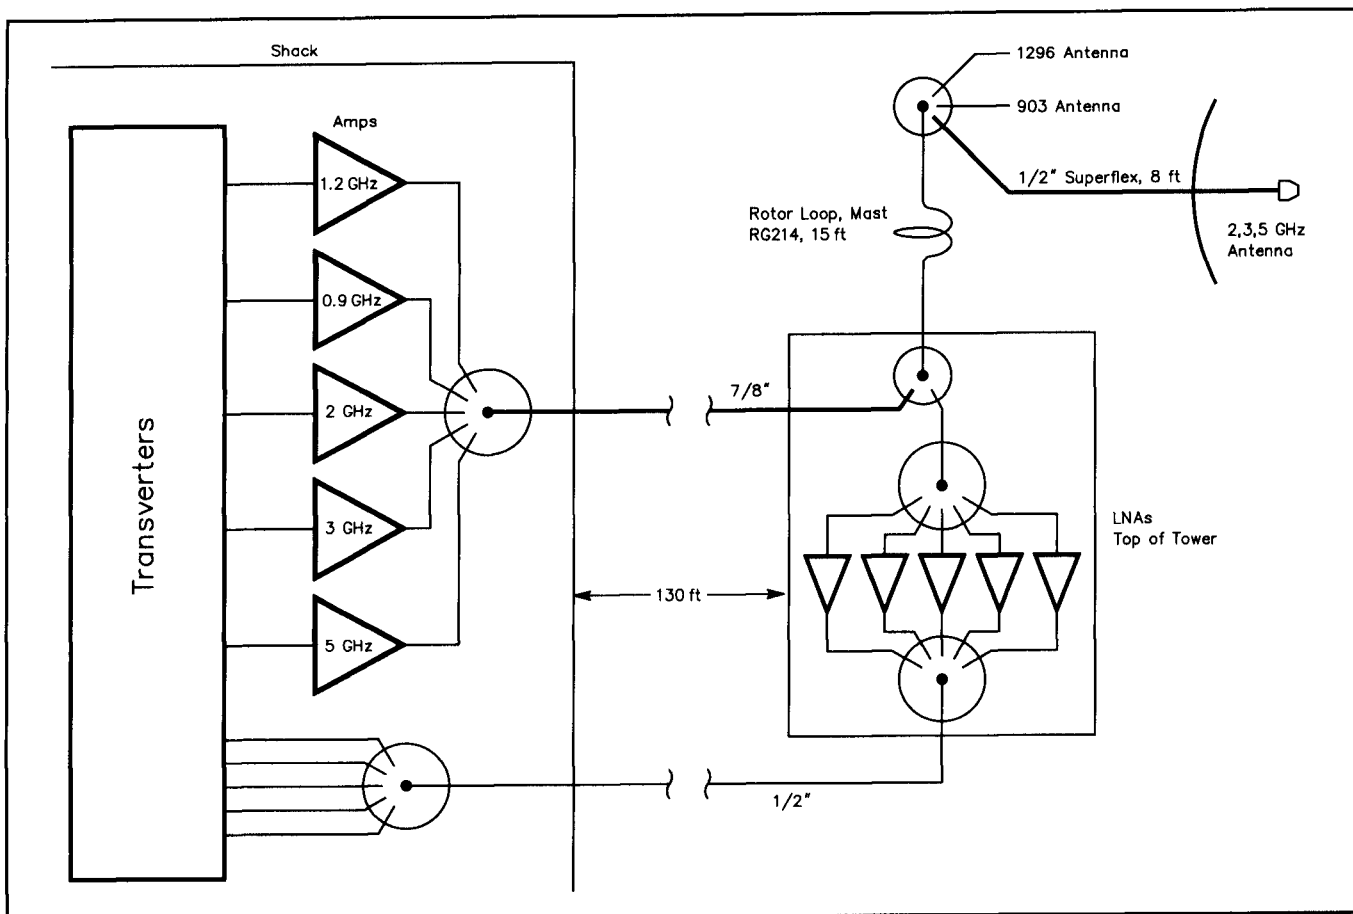 Shack
Amps
1.2 GHz
0.9 GHz
2 GHz
3 GHz
5 GHz
Transverters
1296 Antenna
903 Antenna
1/2" Superflex, 8 ft
Rotor Loop, Mast
RG214, 15 ft
2,3,5 GHz
Antenna
7/8"
LNAs
Top of Tower
130 ft
1/2"